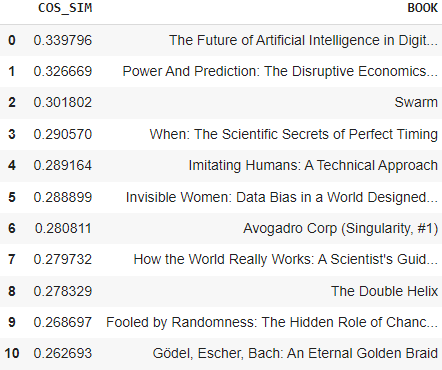 COS_SIM BOOK
0 0.339796 The Future of Artificial Intelligence in Digit...
1 0.326669 Power And Prediction: The Disruptive Economics...
2 0.301802 Swarm
3 0.290570 When: The Scientific Secrets of Perfect Timing
4 0.289164 Imitating Humans: A Technical Approach
5 0.288899 Invisible Women: Data Bias in a World Designed...
6 0.280811 Avogadro Corp (Singularity, #1)
7 0.279732 How the World Really Works: A Scientist's Guid...
8 0.278329 The Double Helix
9 0.268697 Fooled by Randomness: The Hidden Role of Chanc...
10 0.262693 Gödel, Escher, Bach: An Eternal Golden Braid